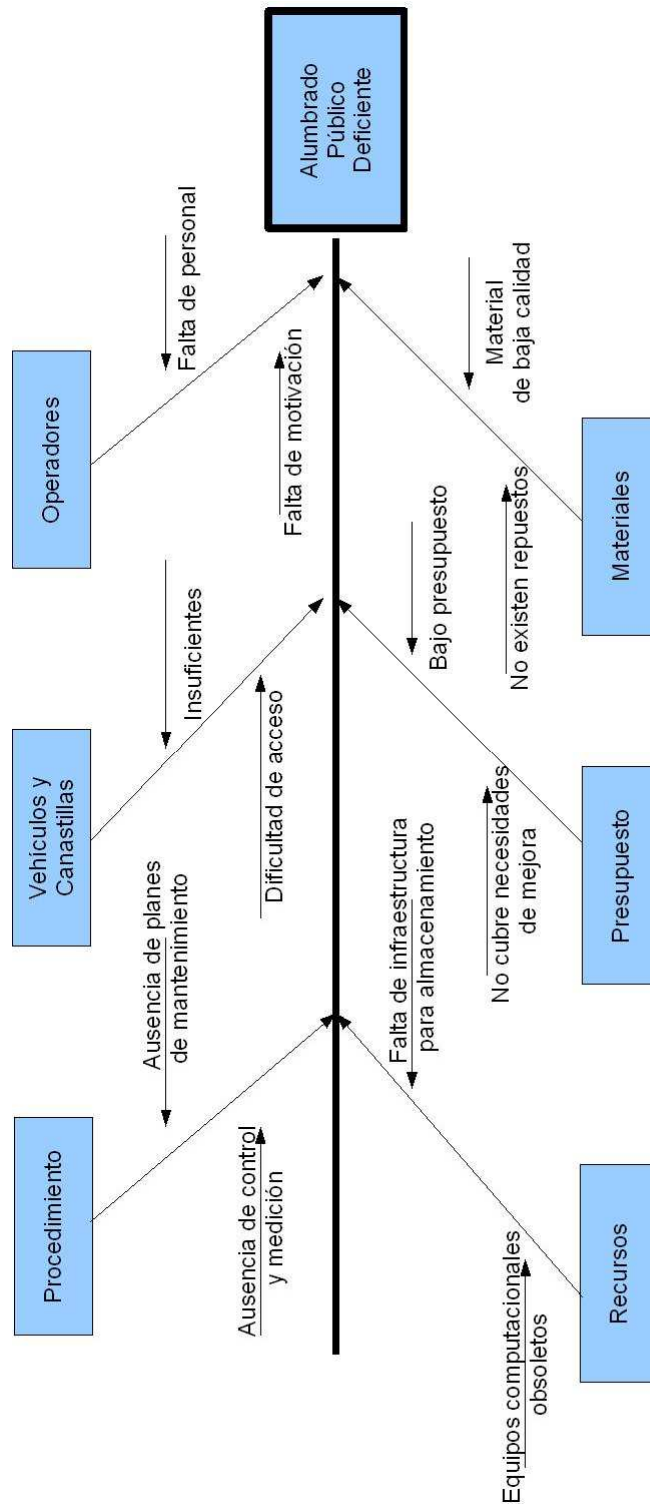 Procedimiento
Vehículos y
Canastillas
Operadores
Ausencia de planes
de mantenimiento
Insuficientes
Falta de personal
Ausencia de control
y medición
Dificultad de acceso
Falta de motivación
Alumbrado
Público
Deficiente
Falta de infraestructura
para almacenamiento
Bajo presupuesto
Material
de baja calidad
Equipos computacionales
obsoletos
No cubre necesidades
de mejora
No existen repuestos
Recursos
Presupuesto
Materiales